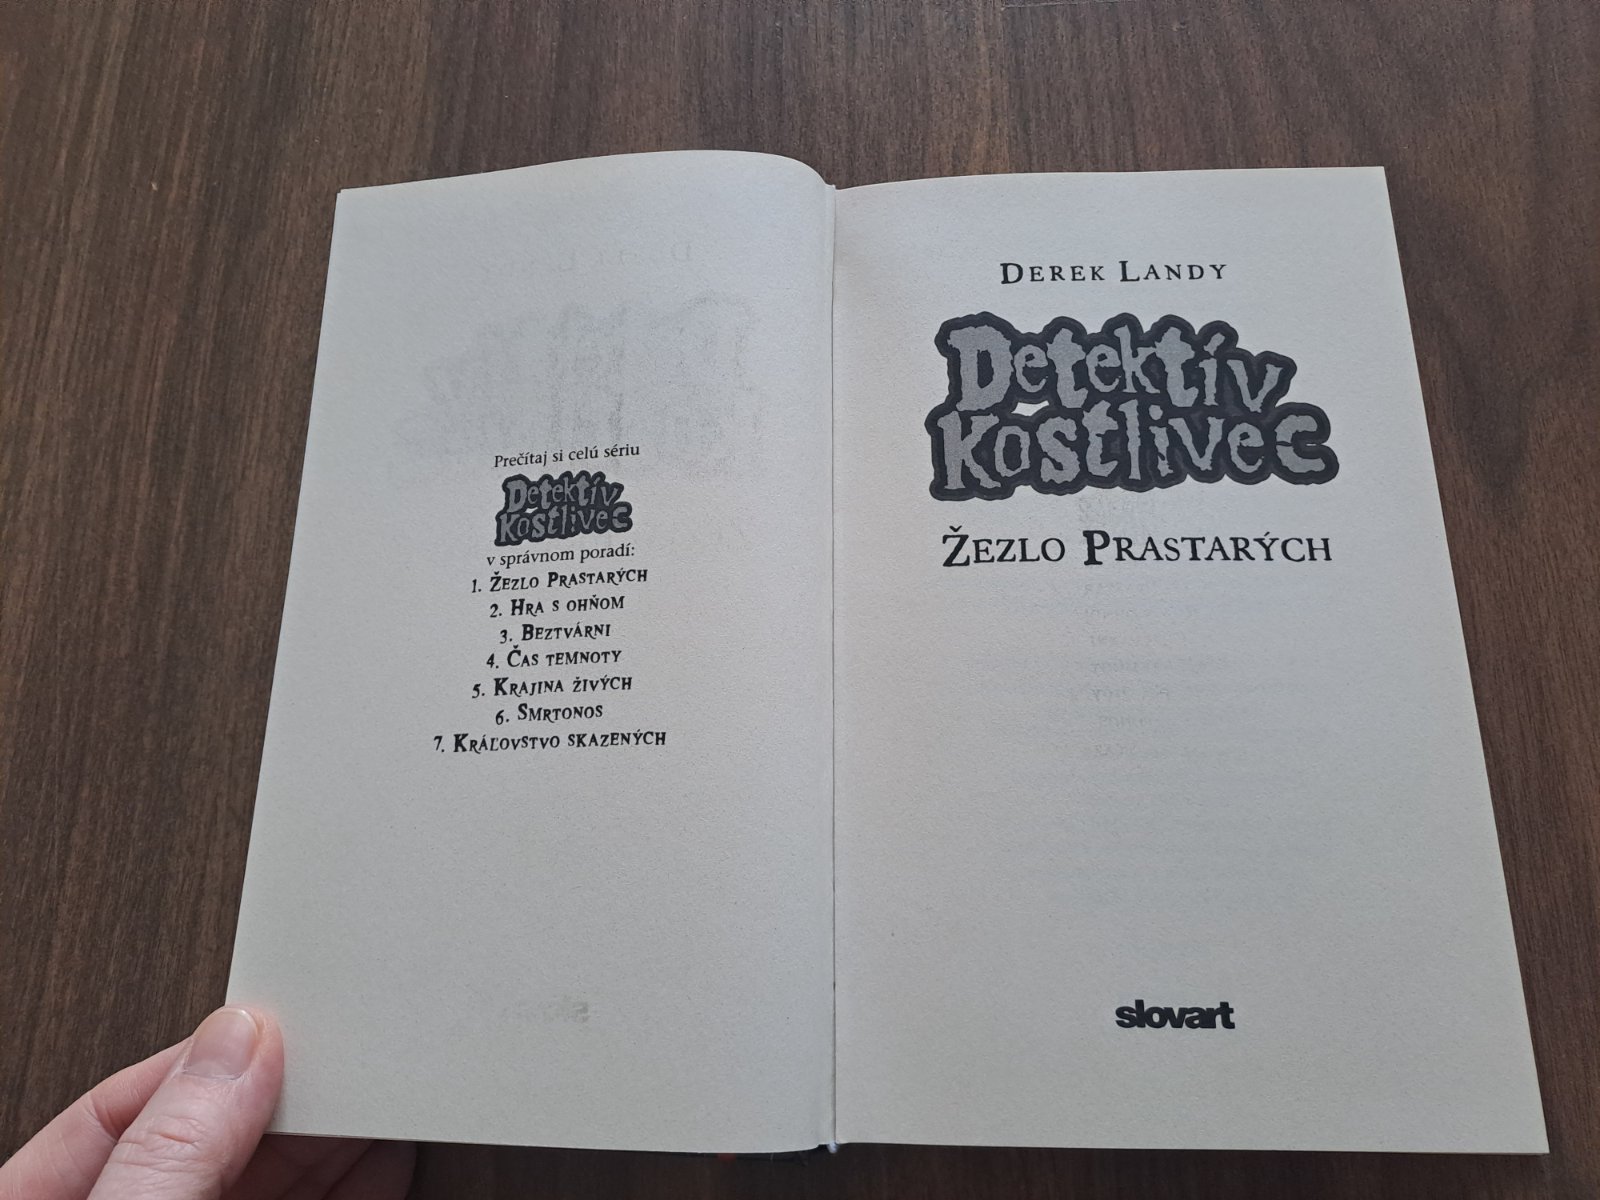 Prečítaj si celú sériu
Detektív
Kostlivec
v správnom poradí:
1. Žezlo Prastarých
2. Hra s ohňom
3. Beztvárni
4. Čas temnoty
5. Krajina živých
6. Smrtonos
7. Kráľovstvo skazených
Derek Landy
Detektív
Kostlivec
Žezlo Prastarých
slovart